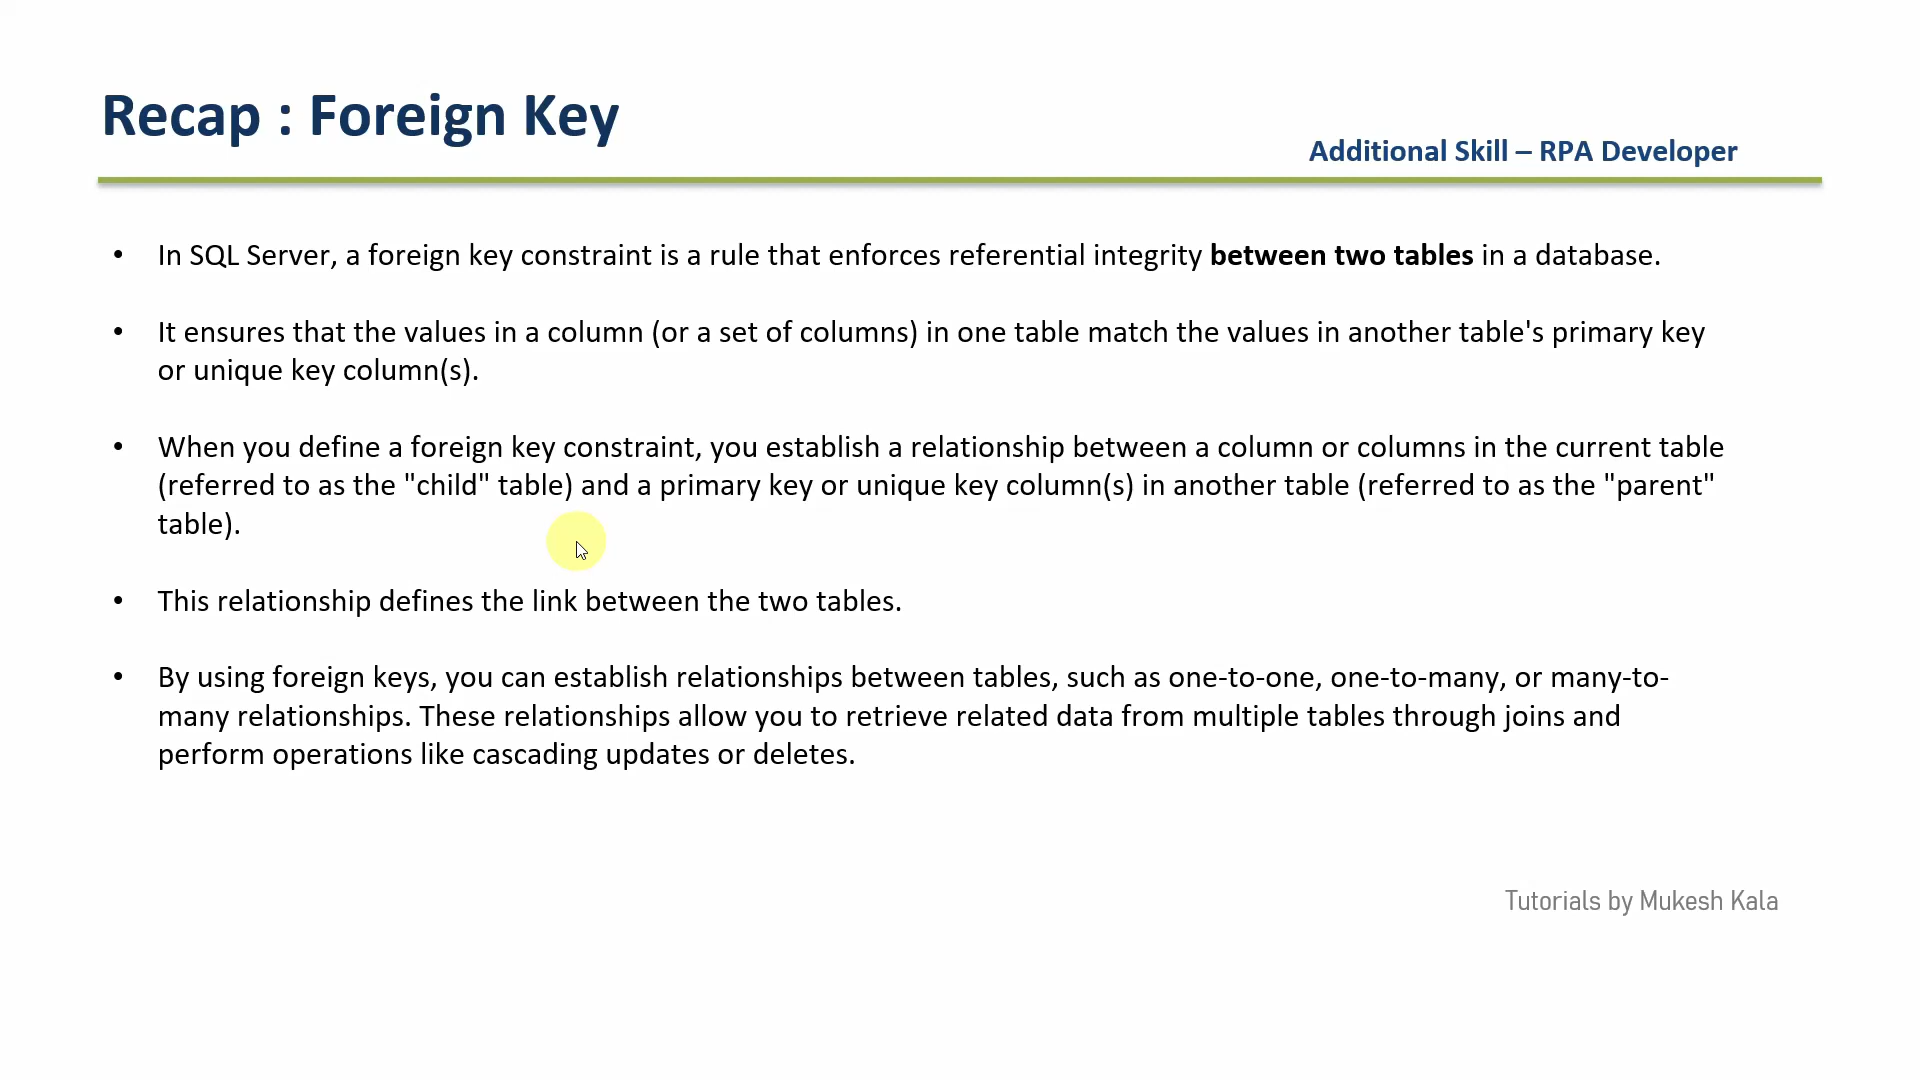 Recap : Foreign Key
Additional Skill – RPA Developer
• In SQL Server, a foreign key constraint is a rule that enforces referential integrity between two tables in a database.
• It ensures that the values in a column (or a set of columns) in one table match the values in another table's primary key
or unique key column(s).
• When you define a foreign key constraint, you establish a relationship between a column or columns in the current table
(referred to as the "child" table) and a primary key or unique key column(s) in another table (referred to as the "parent"
table).
• This relationship defines the link between the two tables.
• By using foreign keys, you can establish relationships between tables, such as one-to-one, one-to-many, or many-to-
many relationships. These relationships allow you to retrieve related data from multiple tables through joins and
perform operations like cascading updates or deletes.
Tutorials by Mukesh Kala